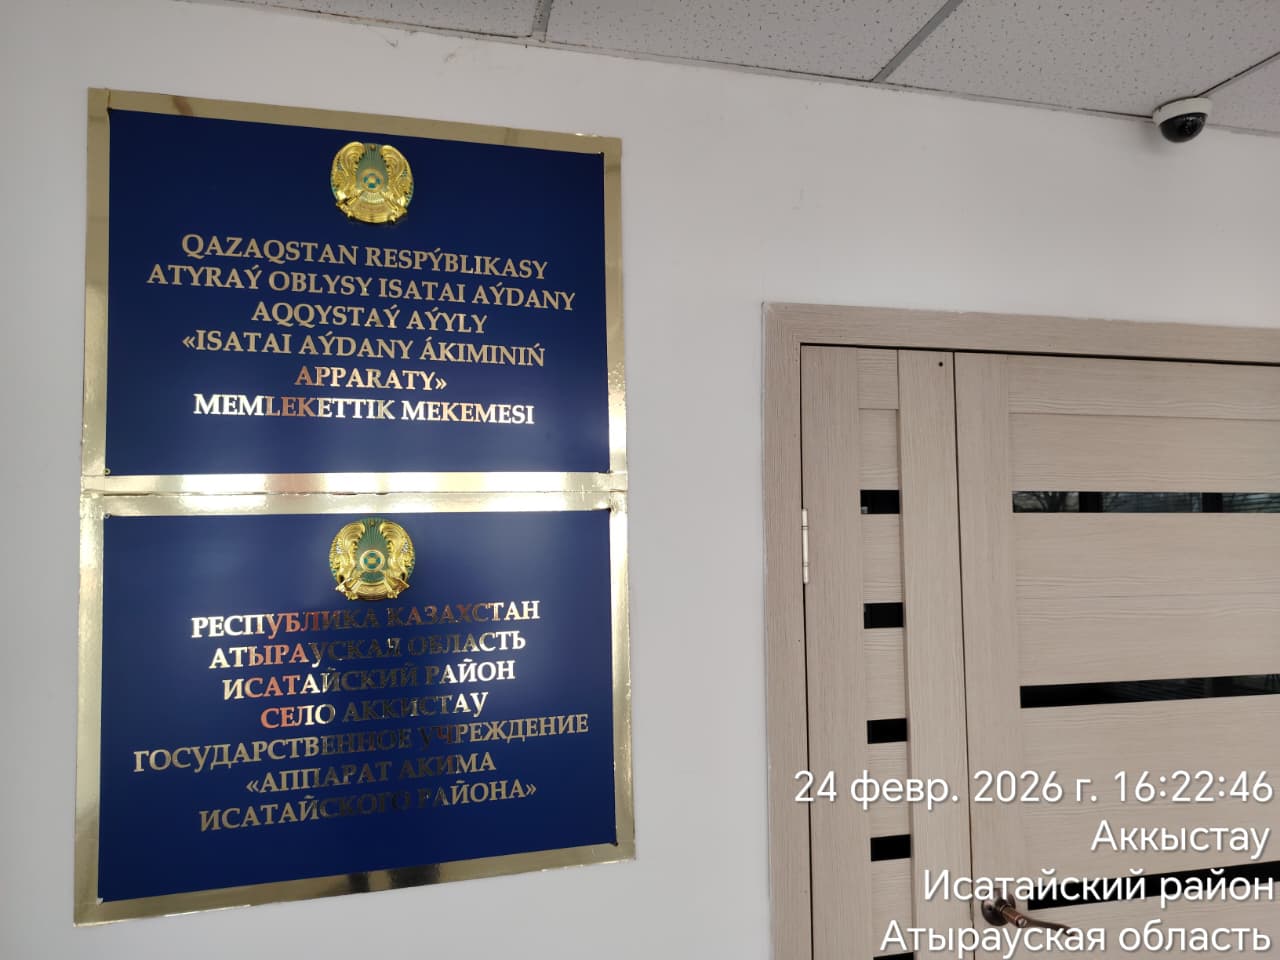 QAZAQSTAN RESPÝBLIKASY
ATYRAÝ OBLYSY ISATAI AÝDANY
AQQYSTAÝ AÝYLY
«ISATAI AÝDANY ÁKIMINIŃ
APPARATY»
MEMLEKETTIK MEKEMESI
РЕСПУБЛИКА КАЗАХСТАН
АТЫРАУСКАЯ ОБЛАСТЬ
ИСАТАЙСКИЙ РАЙОН
СЕЛО АККИСТАУ
ГОСУДАРСТВЕННОЕ УЧРЕЖДЕНИЕ
«АППАРАТ АКИМА
ИСАТАЙСКОГО РАЙОНА»
24 февр. 2026 г. 16:22:46
Аккыстау
Исатайский район
Атырауская область